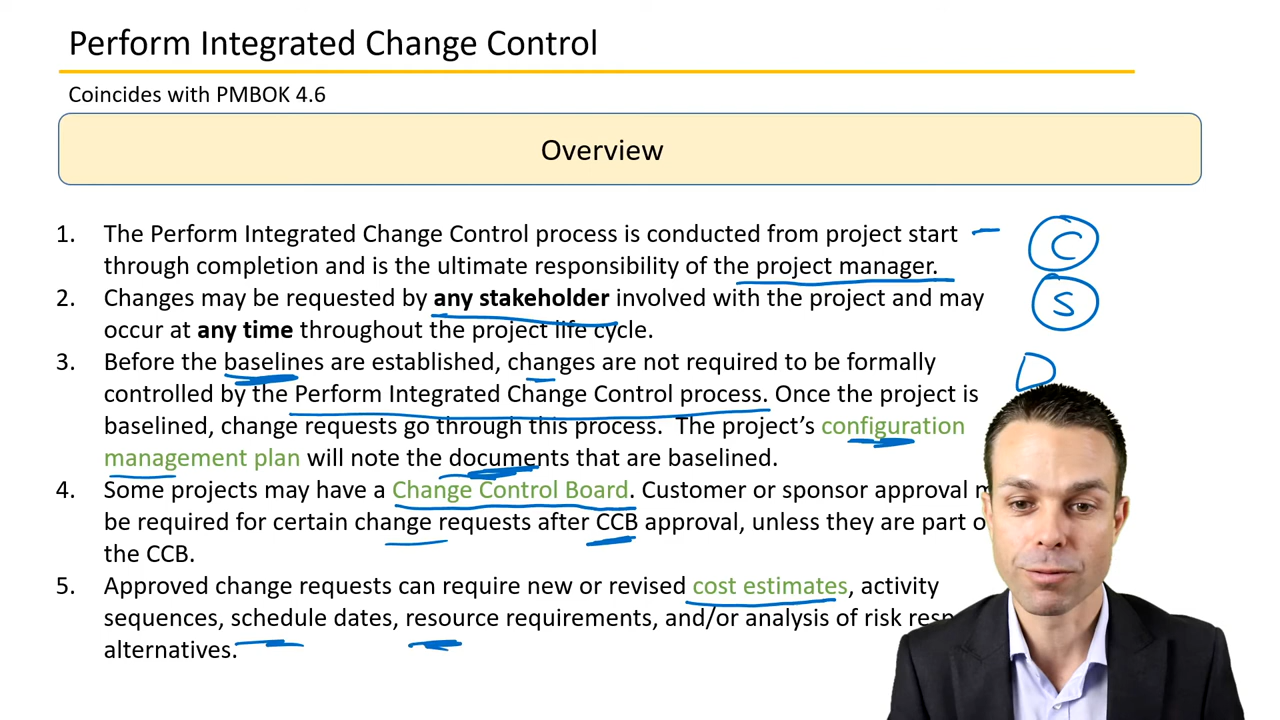 Perform Integrated Change Control
Coincides with PMBOK 4.6
Overview
1. The Perform Integrated Change Control process is conducted from project start
through completion and is the ultimate responsibility of the project manager.
C
2. Changes may be requested by any stakeholder involved with the project and may
S
occur at any time throughout the project life cycle.
3. Before the baselines are established, changes are not required to be formally
D
controlled by the Perform Integrated Change Control process. Once the project is
baselined, change requests go through this process. The project's configuration
management plan will note the documents that are baselined.
4. Some projects may have a Change Control Board. Customer or sponsor approval
be required for certain change requests after CCB approval, unless they are part
the CCB.
5. Approved change requests can require new or revised cost estimates, activity
sequences, schedule dates, resource requirements, and/or analysis of risk
alternatives.